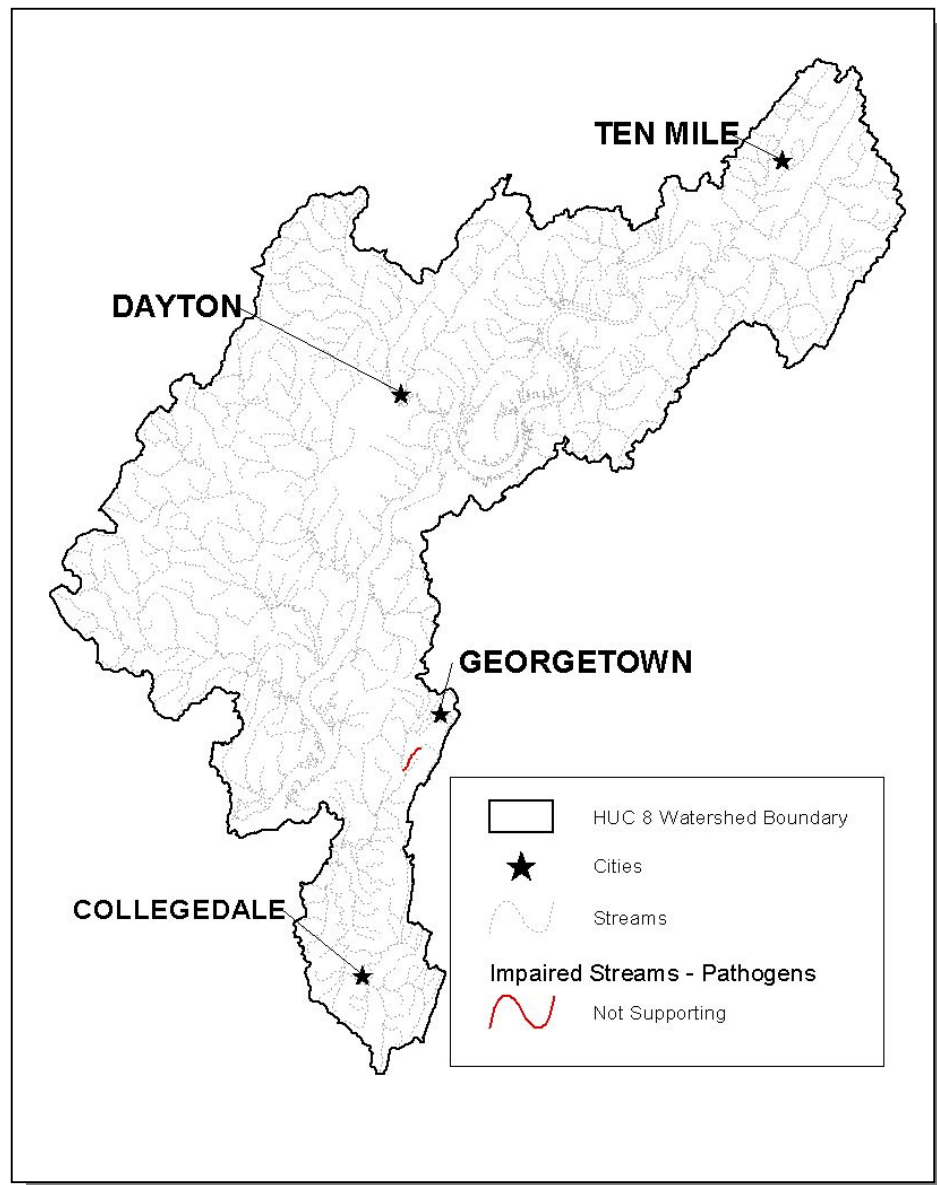 TEN MILE
DAYTON
GEORGETOWN
HUC 8 Watershed Boundary
Cities
COLLEGEDALE
Streams
Impaired Streams - Pathogens
Not Supporting